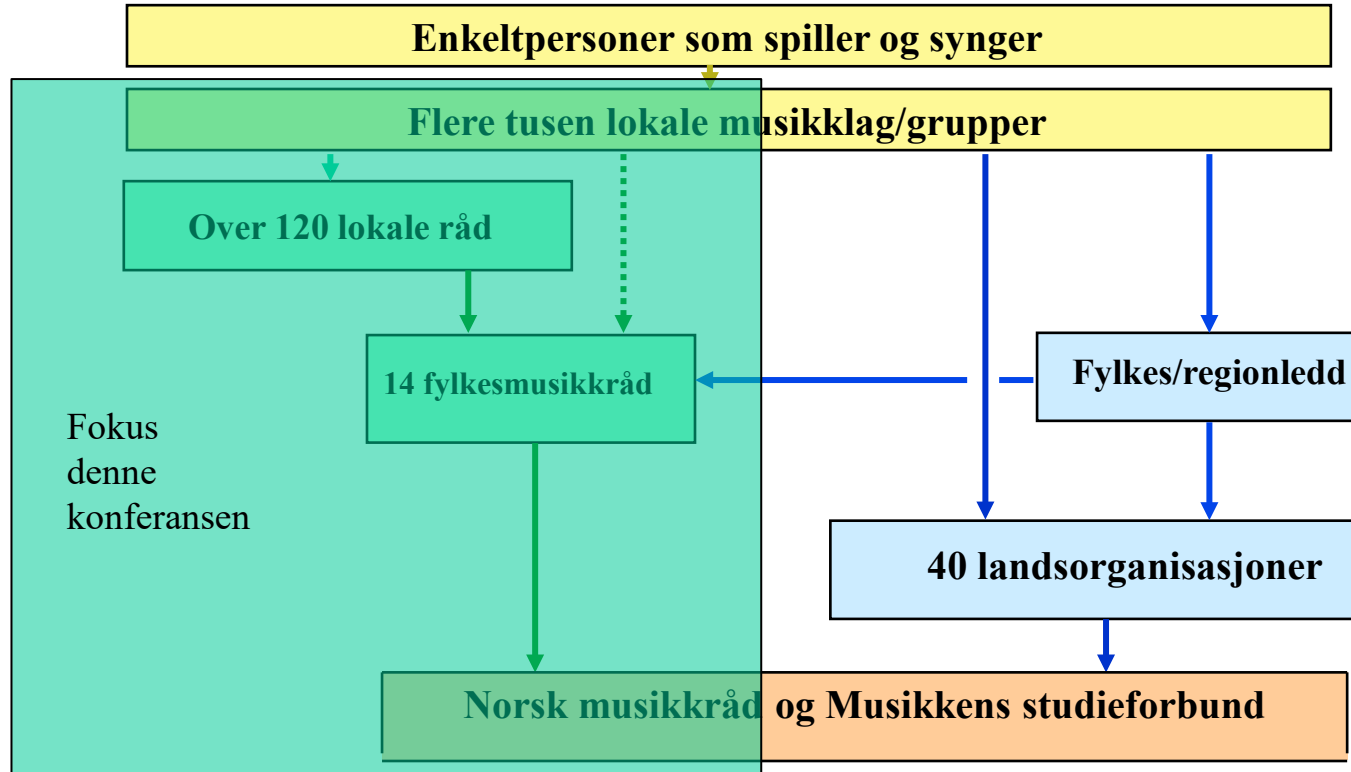 Enkeltpersoner som spiller og synger
Flere tusen lokale musikklag/grupper
Over 120 lokale råd
14 fylkesmusikkråd
Fylkes/regionledd
Fokus
denne
konferansen
40 landsorganisasjoner
Norsk musikkråd og Musikkens studieforbund